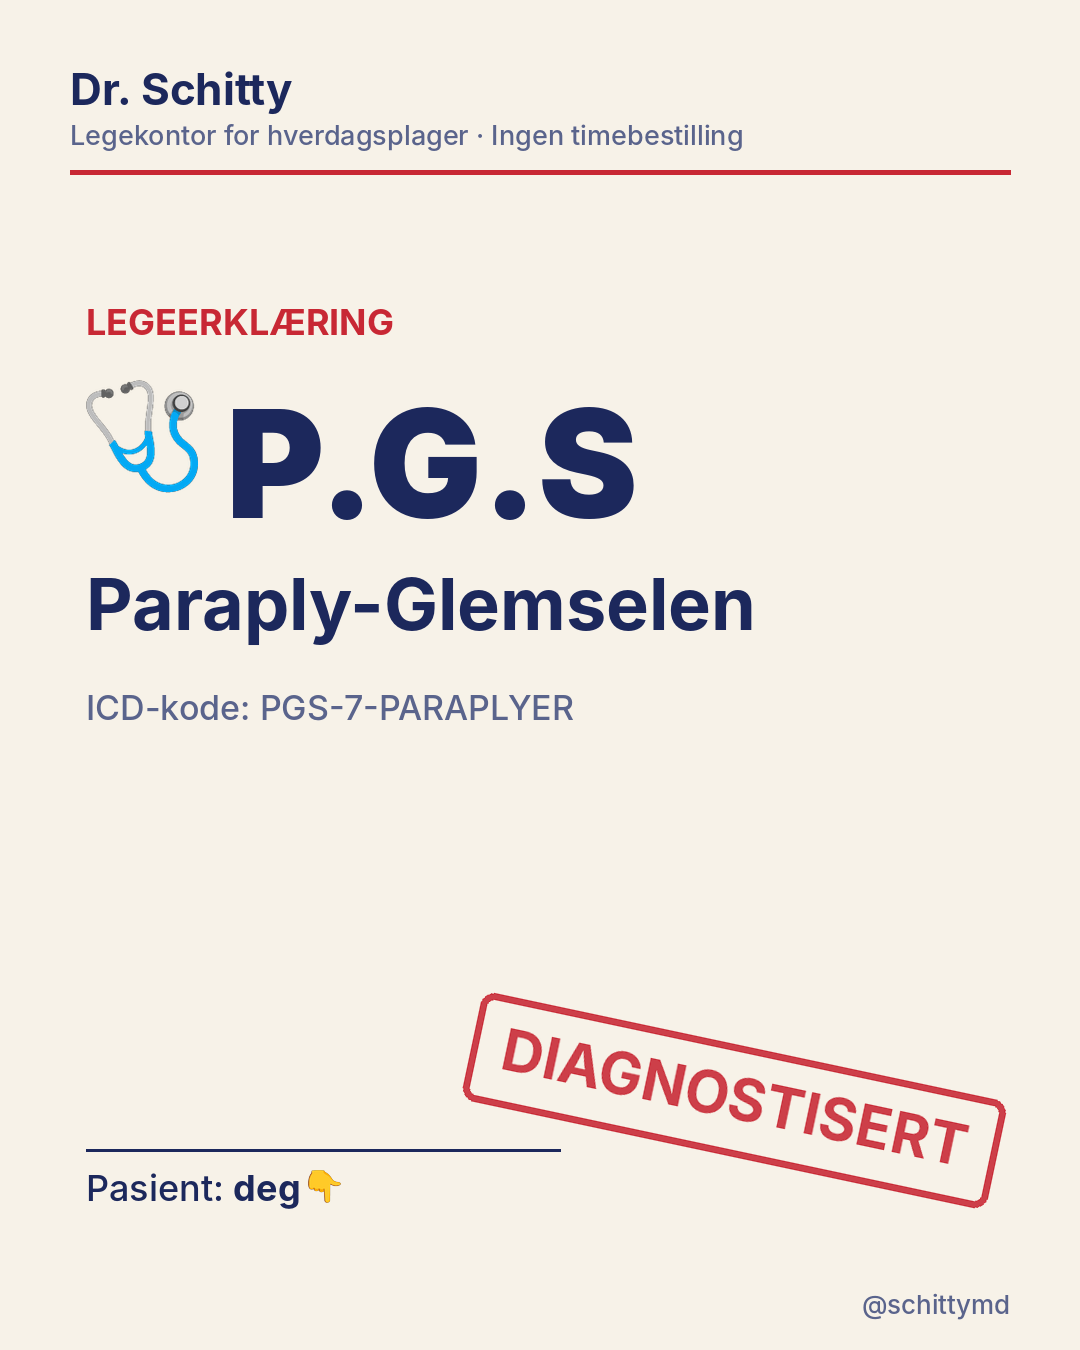 Dr. Schitty
Legekontor for hverdagsplager · Ingen timebestilling
LEGEERKLÆRING
P.G.S
Paraply-Glemselen
ICD-kode: PGS-7-PARAPLYER
DIAGNOSTISERT
Pasient: deg👇
@schittymd